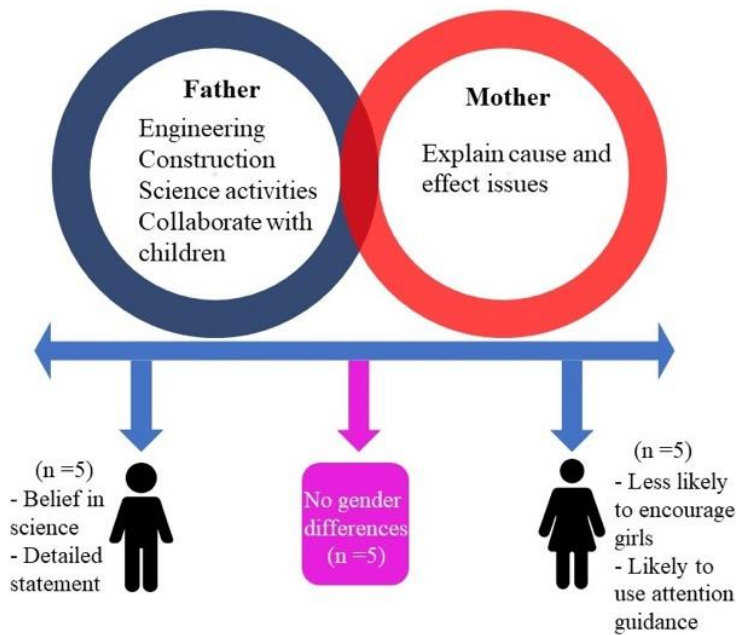 Father
Engineering
Construction
Science activities
Collaborate with
children
Mother
Explain cause and
effect issues
(n =5)
- Belief in
science
- Detailed
statement
No gender
differences
(n =5)
(n =5)
- Less likely
to encourage
girls
- Likely to
use attention
guidance